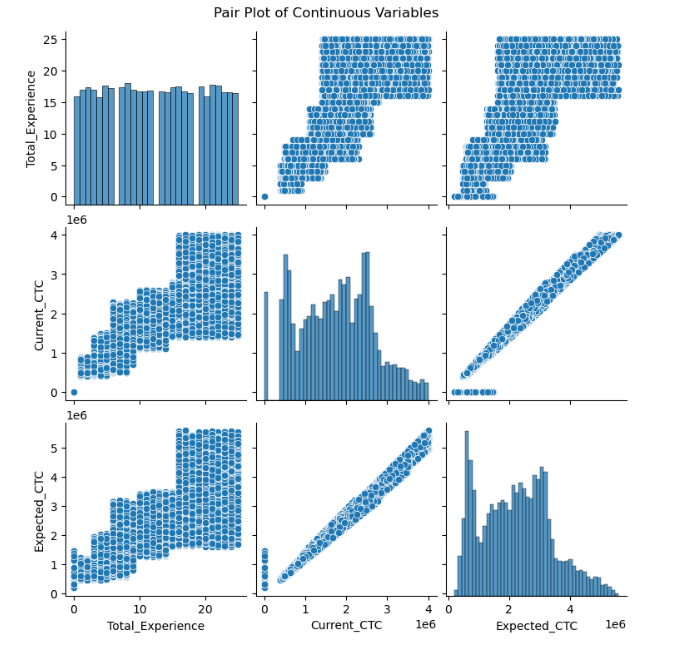 Pair Plot of Continuous Variables
25
20
15
10
5
0
Total_Experience
1e6
4
3
2
1
0
Current_CTC
1e6
5
4
3
2
1
0
Expected_CTC
0 10 20
0 1 2 3 4
0 2 4
1e6
1e6
Total_Experience
Current_CTC
Expected_CTC